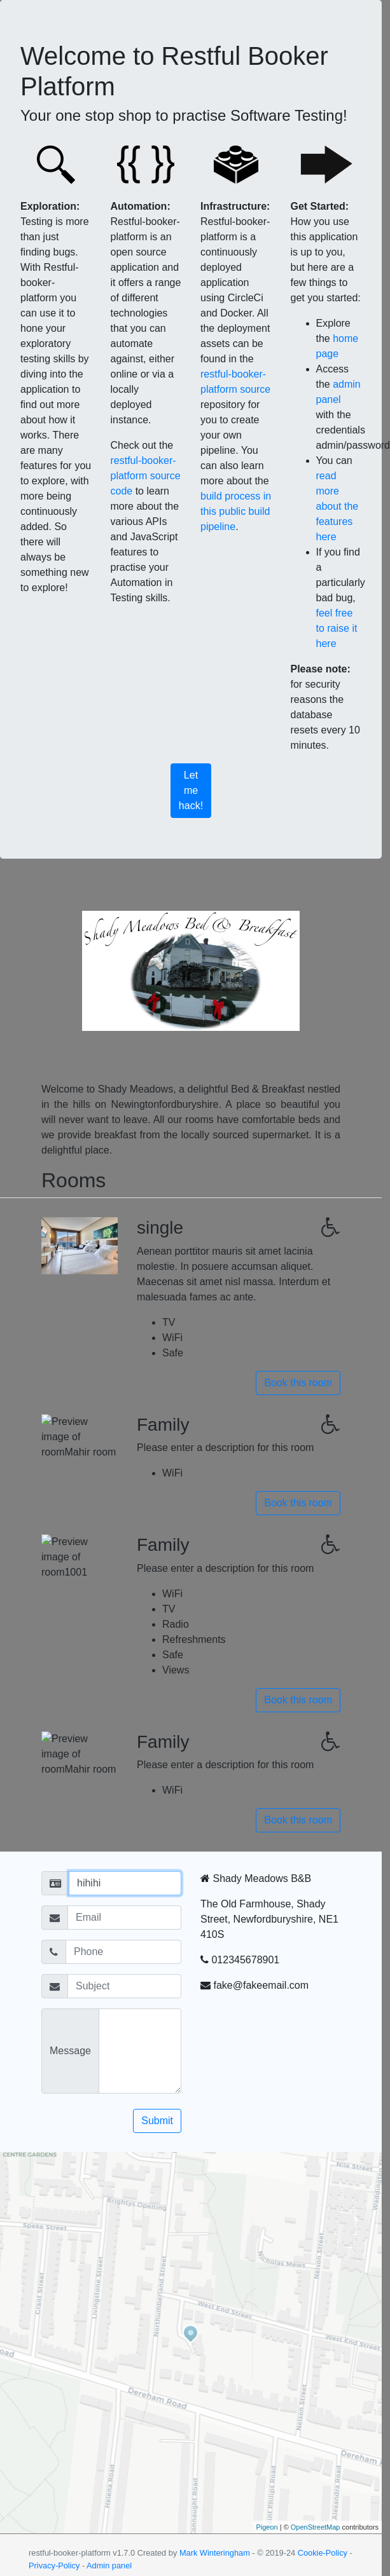 Welcome to Restful Booker
Platform
Your one stop shop to practise Software Testing!
Exploration:
Testing is more
than just
finding bugs.
With Restful-
booker-
platform you
can use it to
hone your
exploratory
testing skills by
diving into the
application to
find out more
about how it
works. There
are many
features for you
to explore, with
more being
continuously
added. So
there will
always be
something new
to explore!
Automation:
Restful-booker-
platform is an
open source
application and
it offers a range
of different
technologies
that you can
automate
against, either
online or via a
locally
deployed
instance.
Check out the
restful-booker-
platform source
code to learn
more about the
various APIs
and JavaScript
features to
practise your
Automation in
Testing skills.
Infrastructure:
Restful-booker-
platform is a
continuously
deployed
application
using CircleCi
and Docker. All
the deployment
assets can be
found in the
restful-booker-
platform source
repository for
you to create
your own
pipeline. You
can also learn
more about the
build process in
this public build
pipeline.
Get Started:
How you use
this application
is up to you,
but here are a
few things to
get you started:
Explore
the home
page
Access
the admin
panel
with the
credentials
admin/password
You can
read
more
about the
features
here
If you find
a
particularly
bad bug,
feel free
to raise it
here
Please note:
for security
reasons the
database
resets every 10
minutes.
Let
me
hack!
Shady Meadows Bed & Breakfast
Welcome to Shady Meadows, a delightful Bed & Breakfast nestled
in the hills on Newingtonfordburyshire. A place so beautiful you
will never want to leave. All our rooms have comfortable beds and
we provide breakfast from the locally sourced supermarket. It is a
delightful place.
Rooms
single
Aenean porttitor mauris sit amet lacinia
molestie. In posuere accumsan aliquet.
Maecenas sit amet nisl massa. Interdum et
malesuada fames ac ante.
TV
WiFi
Safe
Book this room
Preview
image of
roomMahir room
Family
Please enter a description for this room
WiFi
Book this room
Preview
image of
room1001
Family
Please enter a description for this room
WiFi
TV
Radio
Refreshments
Safe
Views
Book this room
Preview
image of
roomMahir room
Family
Please enter a description for this room
WiFi
Book this room
hihihi
Email
Phone
Subject
Message
Submit
Shady Meadows B&B
The Old Farmhouse, Shady
Street, Newfordburyshire, NE1
410S
012345678901
fake@fakeemail.com
CENTRE GARDENS
Nile Street
Brightys Opening
Speke Street
Nicholas Mews
Nelson Street
Livingstone Street
Northumberland Street
Grant Street
West End Street
West End Street
Dereham Road
Nelson Street
Dereham
Helena Road
Connaught Road
Alexandra Road
Pigeon | © OpenStreetMap contributors
restful-booker-platform v1.7.0 Created by Mark Winteringham - © 2019-24 Cookie-Policy -
Privacy-Policy - Admin panel